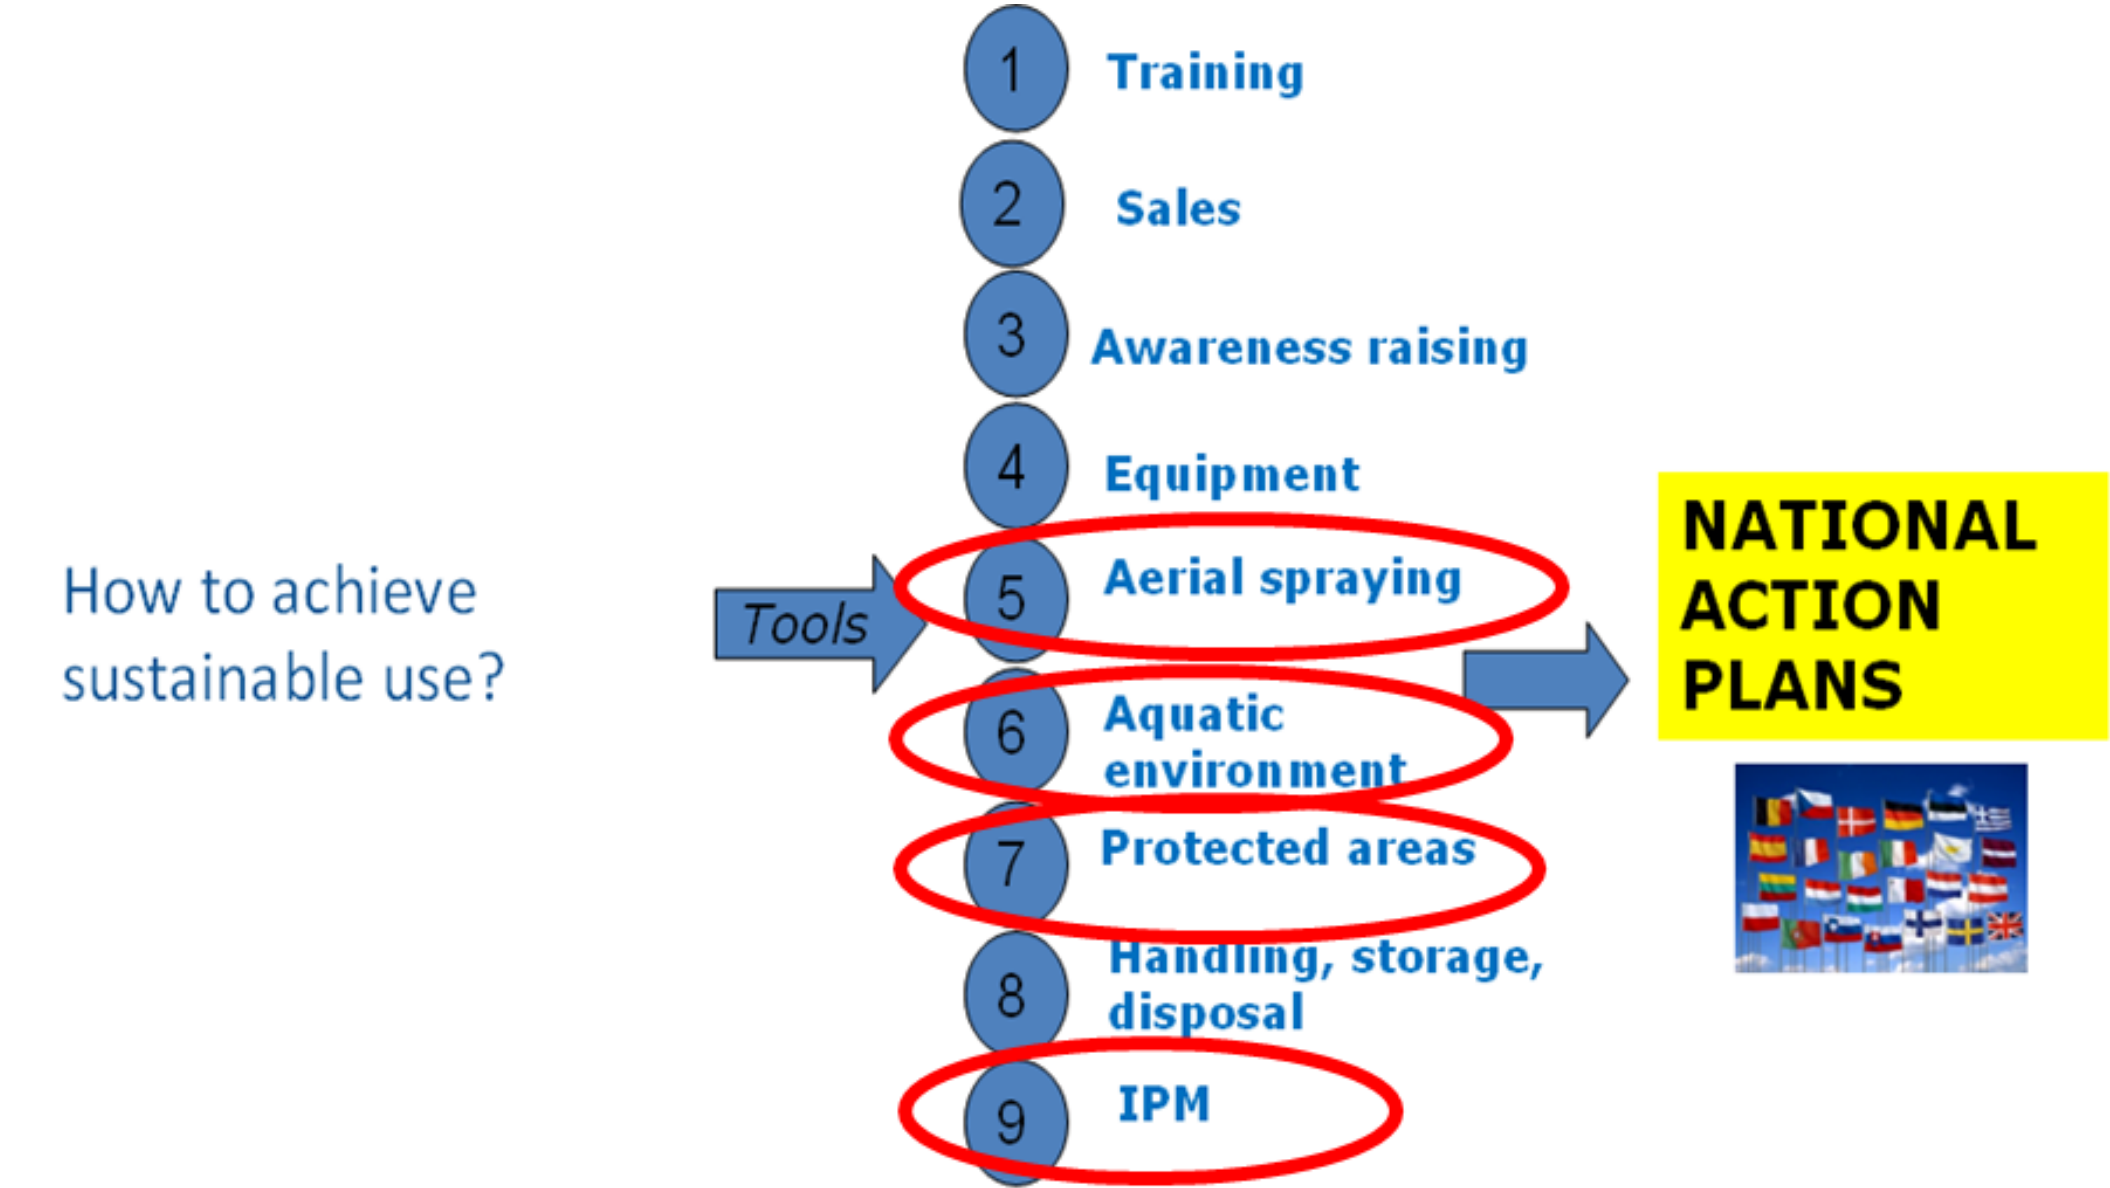 1 Training
2 Sales
3 Awareness raising
4 Equipment
How to achieve
sustainable use?
Tools
5 Aerial spraying
6 Aquatic
environment
7 Protected areas
8 Handling, storage,
disposal
9 IPM
NATIONAL
ACTION
PLANS